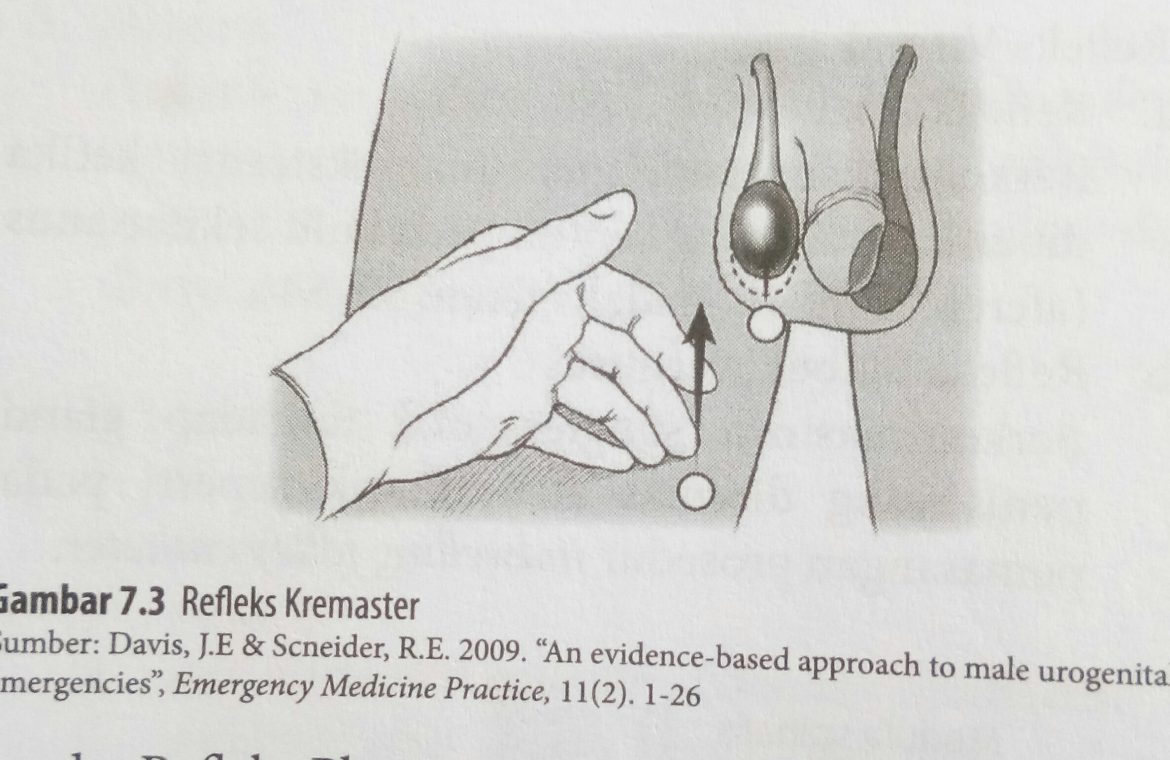 Gambar 7.3 Refleks Kremaster
Sumber: Davis, J.E & Scneider, R.E. 2009. “An evidence-based approach to male urogenital
emergencies”, Emergency Medicine Practice, 11(2). 1-26